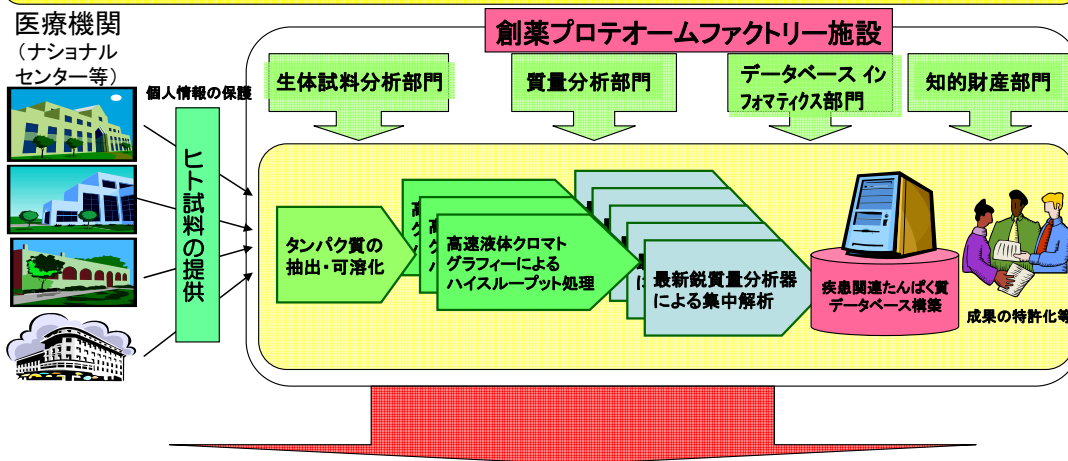 医療機関
(ナショナル
センター等)
個人情報の保護
ヒト試料の提供
創薬プロテオームファクトリー施設
生体試料分析部門
質量分析部門
データベース イン
フォマティクス部門
知的財産部門
タンパク質の
抽出・可溶化
高速液体クロマト
グラフィーによる
ハイスループット処理
最新鋭質量分析器
による集中解析
疾患関連たんぱく質
データベース構築
成果の特許化等